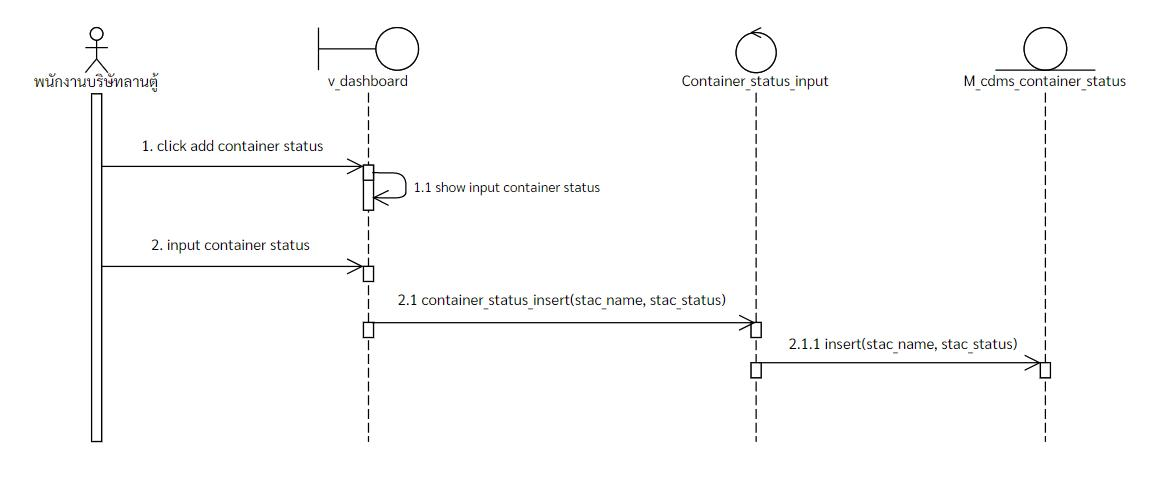 พนักงานบริษัทลานตู้
v_dashboard
Container_status_input
M_cdms_container_status
1. click add container status
1.1 show input container status
2. input container status
2.1 container_status_insert(stac_name, stac_status)
2.1.1 insert(stac_name, stac_status)